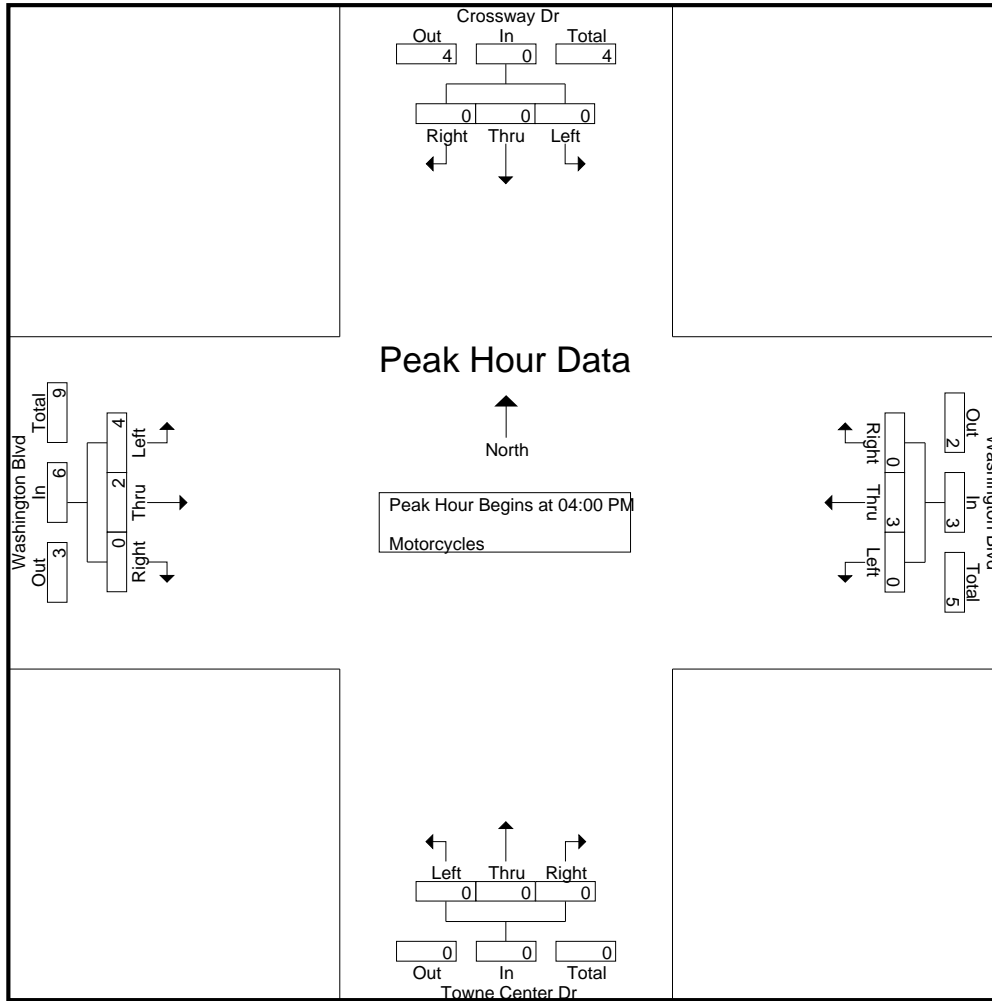 Crossway Dr
Out In Total
4 0 4
0 0 0
Right Thru Left
Peak Hour Data
North
Peak Hour Begins at 04:00 PM
Motorcycles
Washington Blvd
Total In Out
9 6 3
4 2 0
Left Thru Right
Washington Blvd
Out In Total
2 3 5
0 3 0
Right Thru Left
Left Thru Right
0 0 0
0 0 0
Out In Total
Towne Center Dr